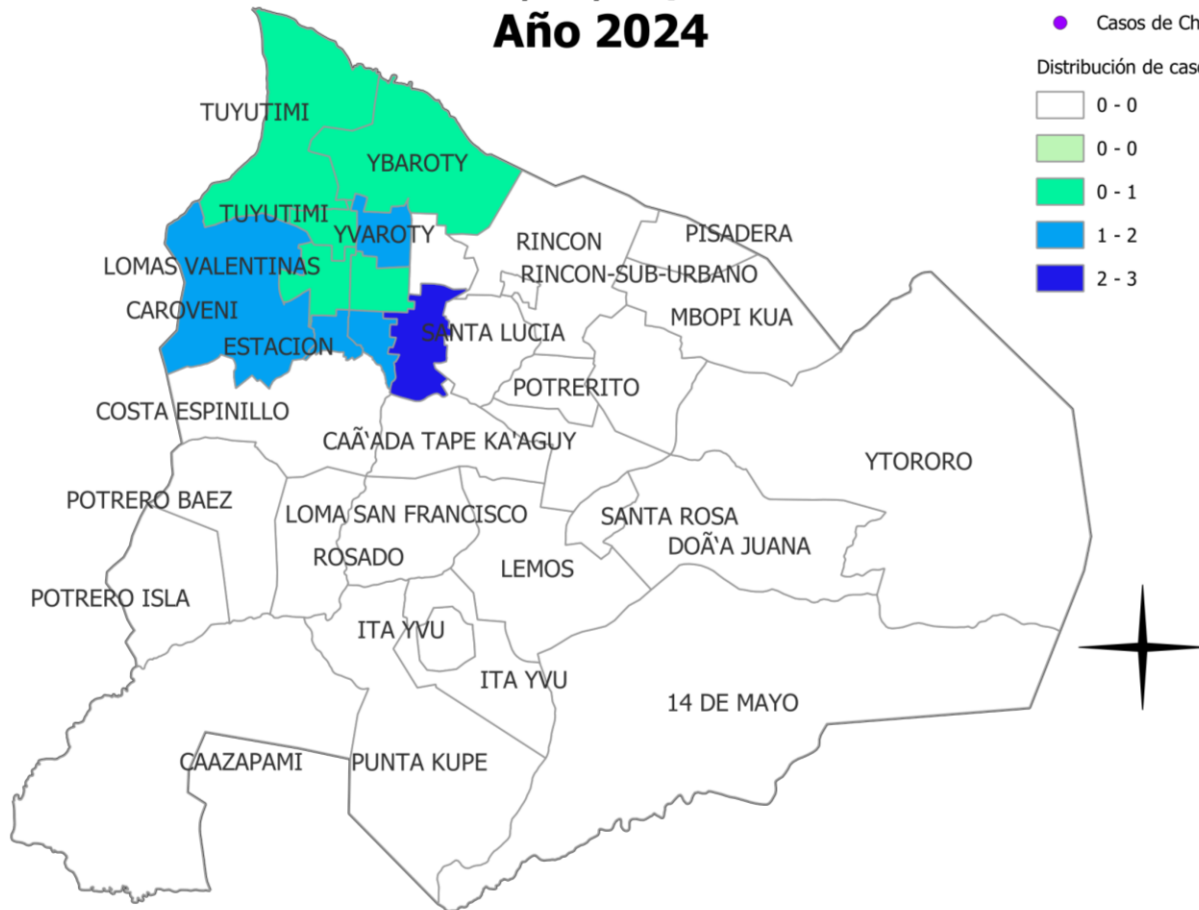 Año 2024
Casos de Ch
Distribución de caso
0 - 0
0 - 0
0 - 1
1 - 2
2 - 3
TUYUTIMI
YBAROTY
TUYUTIMI
YVAROTY
RINCON
PISADERA
LOMAS VALENTINAS
RINCON-SUB-URBANO
CAROVENI
MBOPI KUA
ESTACION
SANTA LUCIA
POTRERITO
COSTA ESPINILLO
CAÃ'ADA TAPE KA'AGUY
YTORORO
POTRERO BAEZ
LOMA SAN FRANCISCO
SANTA ROSA
DOÃ'A JUANA
ROSADO
LEMOS
POTRERO ISLA
ITA YVU
ITA YVU
14 DE MAYO
CAAZAPAMI
PUNTA KUPE